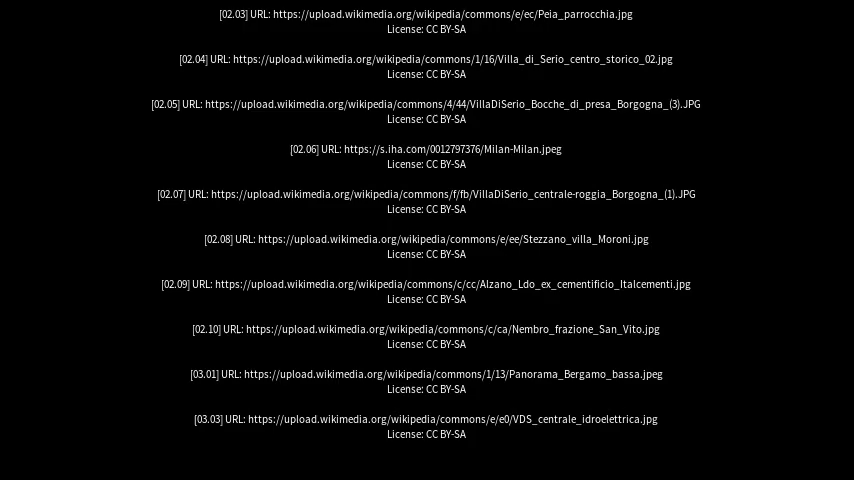 [02.03] URL: https://upload.wikimedia.org/wikipedia/commons/e/ec/Peia_parrocchia.jpg
License: CC BY-SA
[02.04] URL: https://upload.wikimedia.org/wikipedia/commons/1/16/Villa_di_Serio_centro_storico_02.jpg
License: CC BY-SA
[02.05] URL: https://upload.wikimedia.org/wikipedia/commons/4/44/VillaDiSerio_Bocche_di_presa_Borgogna_(3).JPG
License: CC BY-SA
[02.06] URL: https://s.iha.com/0012797376/Milan-Milan.jpeg
License: CC BY-SA
[02.07] URL: https://upload.wikimedia.org/wikipedia/commons/f/fb/VillaDiSerio_centrale-roggia_Borgogna_(1).JPG
License: CC BY-SA
[02.08] URL: https://upload.wikimedia.org/wikipedia/commons/e/ee/Stezzano_villa_Moroni.jpg
License: CC BY-SA
[02.09] URL: https://upload.wikimedia.org/wikipedia/commons/c/cc/Alzano_Ldo_ex_cementificio_Italcementi.jpg
License: CC BY-SA
[02.10] URL: https://upload.wikimedia.org/wikipedia/commons/c/ca/Nembro_frazione_San_Vito.jpg
License: CC BY-SA
[03.01] URL: https://upload.wikimedia.org/wikipedia/commons/1/13/Panorama_Bergamo_bassa.jpeg
License: CC BY-SA
[03.03] URL: https://upload.wikimedia.org/wikipedia/commons/e/e0/VDS_centrale_idroelettrica.jpg
License: CC BY-SA